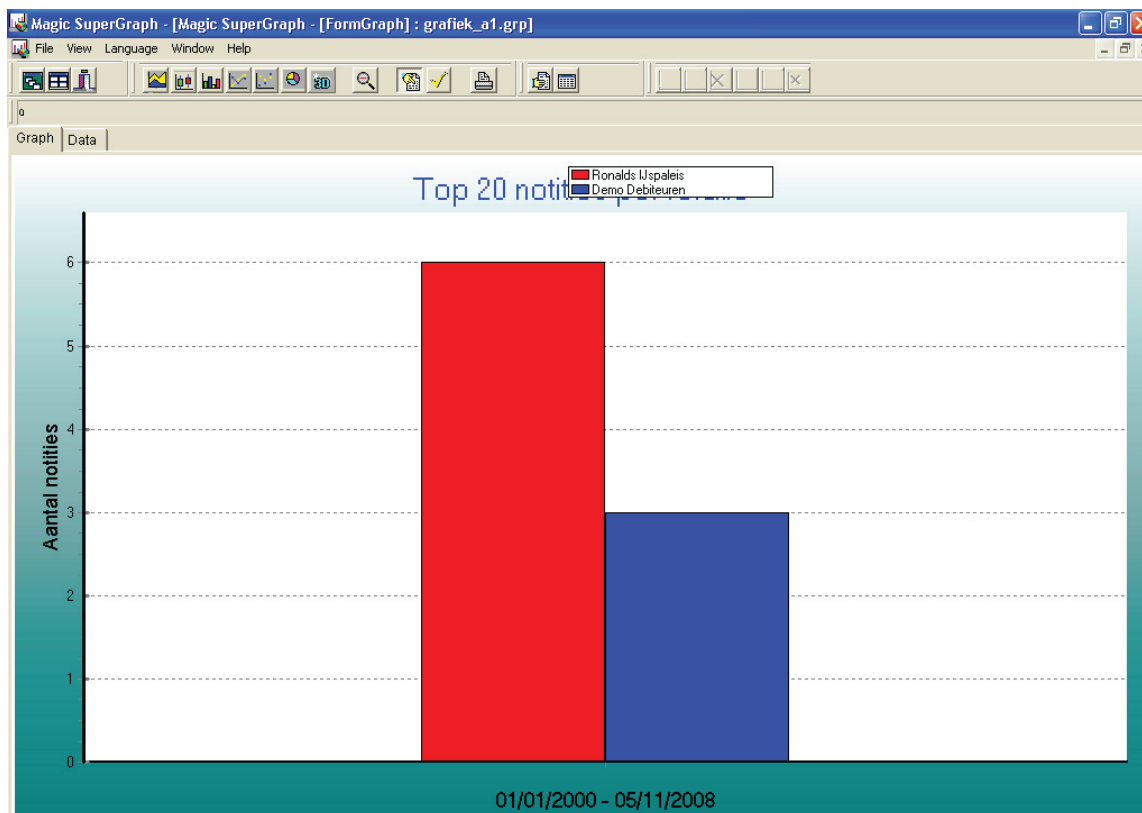 Magic SuperGraph - [Magic SuperGraph - [FormGraph] : grafiek_a1.grp]
File View Language Window Help
3D
Graph Data
Ronalds IJspaleis
Demo Debiteuren
Top 20
Aantal notities
6
5
4
3
2
1
0
01/01/2000 - 05/11/2008